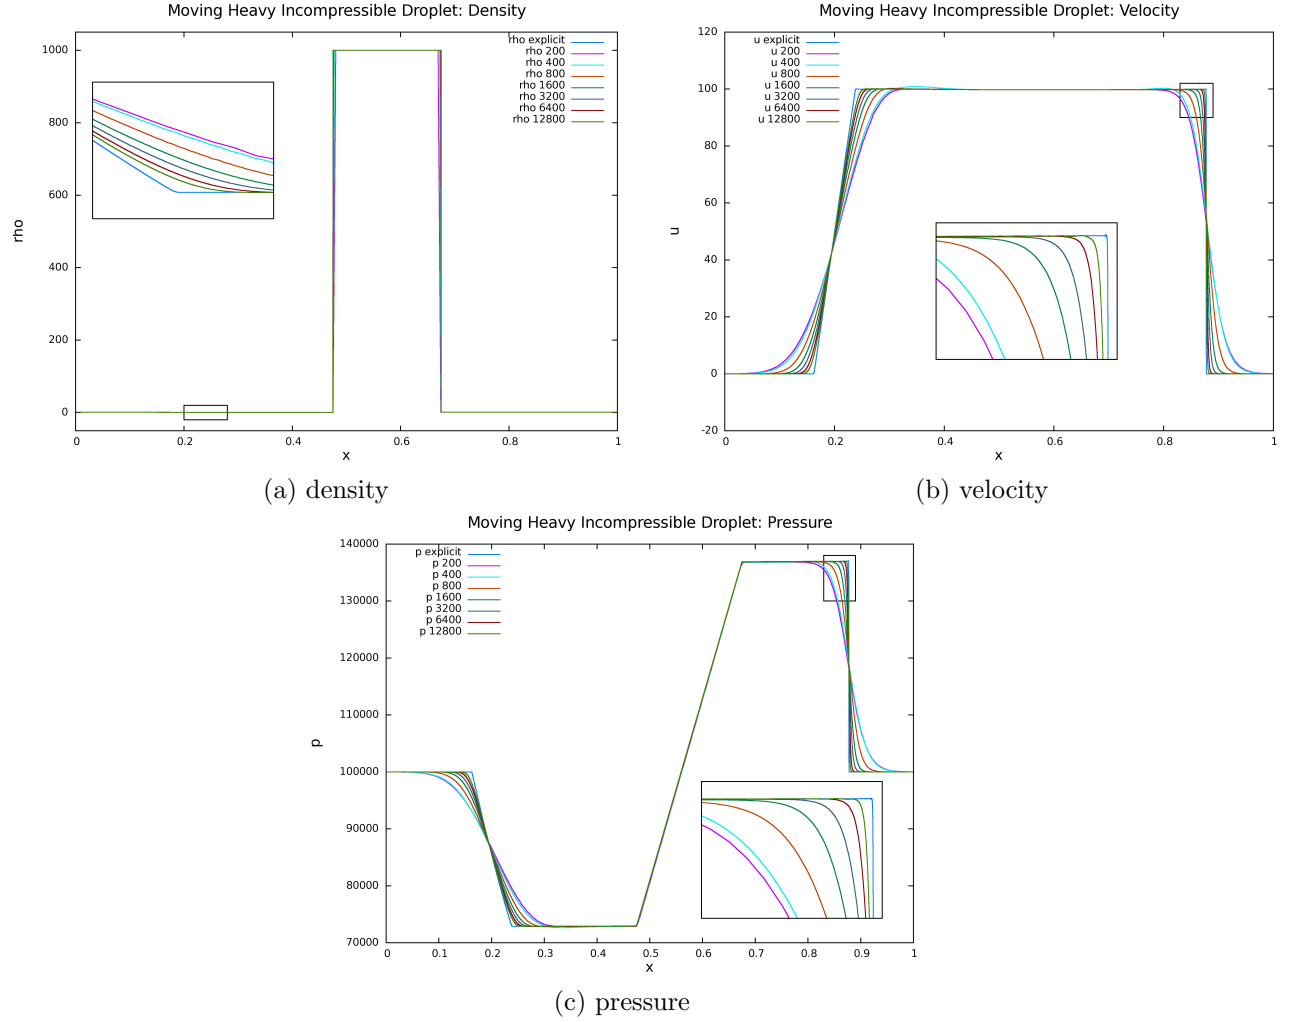 Moving Heavy Incompressible Droplet: Density
rho explicit
rho 200
rho 400
rho 800
rho 1600
rho 3200
rho 6400
rho 12800
1000
800
600
400
200
0
rho
0 0.2 0.4 0.6 0.8 1
x
(a) density
Moving Heavy Incompressible Droplet: Velocity
u explicit
u 200
u 400
u 800
u 1600
u 3200
u 6400
u 12800
120
100
80
60
40
20
0
-20
u
0 0.2 0.4 0.6 0.8 1
x
(b) velocity
Moving Heavy Incompressible Droplet: Pressure
p explicit
p 200
p 400
p 800
p 1600
p 3200
p 6400
p 12800
140000
130000
120000
110000
100000
90000
80000
70000
p
0 0.1 0.2 0.3 0.4 0.5 0.6 0.7 0.8 0.9 1
x
(c) pressure